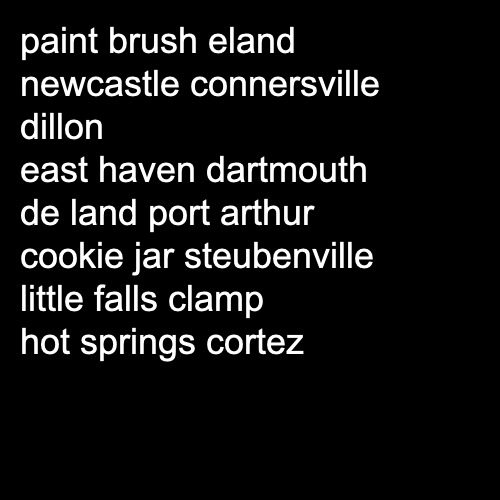 paint brush eland
newcastle connersville
dillon
east haven dartmouth
de land port arthur
cookie jar steubenville
little falls clamp
hot springs cortez